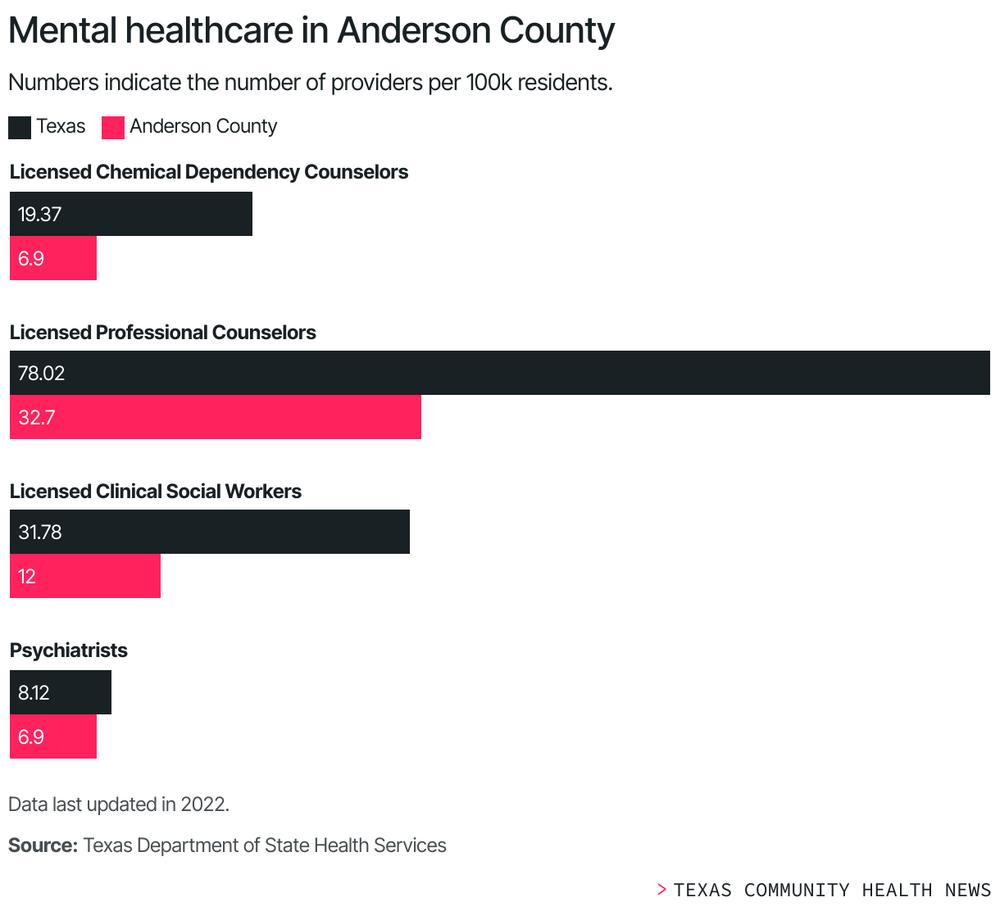 Mental healthcare in Anderson County
Numbers indicate the number of providers per 100k residents.
Texas Anderson County
Licensed Chemical Dependency Counselors
19.37
6.9
Licensed Professional Counselors
78.02
32.7
Licensed Clinical Social Workers
31.78
12
Psychiatrists
8.12
6.9
Data last updated in 2022.
Source: Texas Department of State Health Services
> TEXAS COMMUNITY HEALTH NEWS